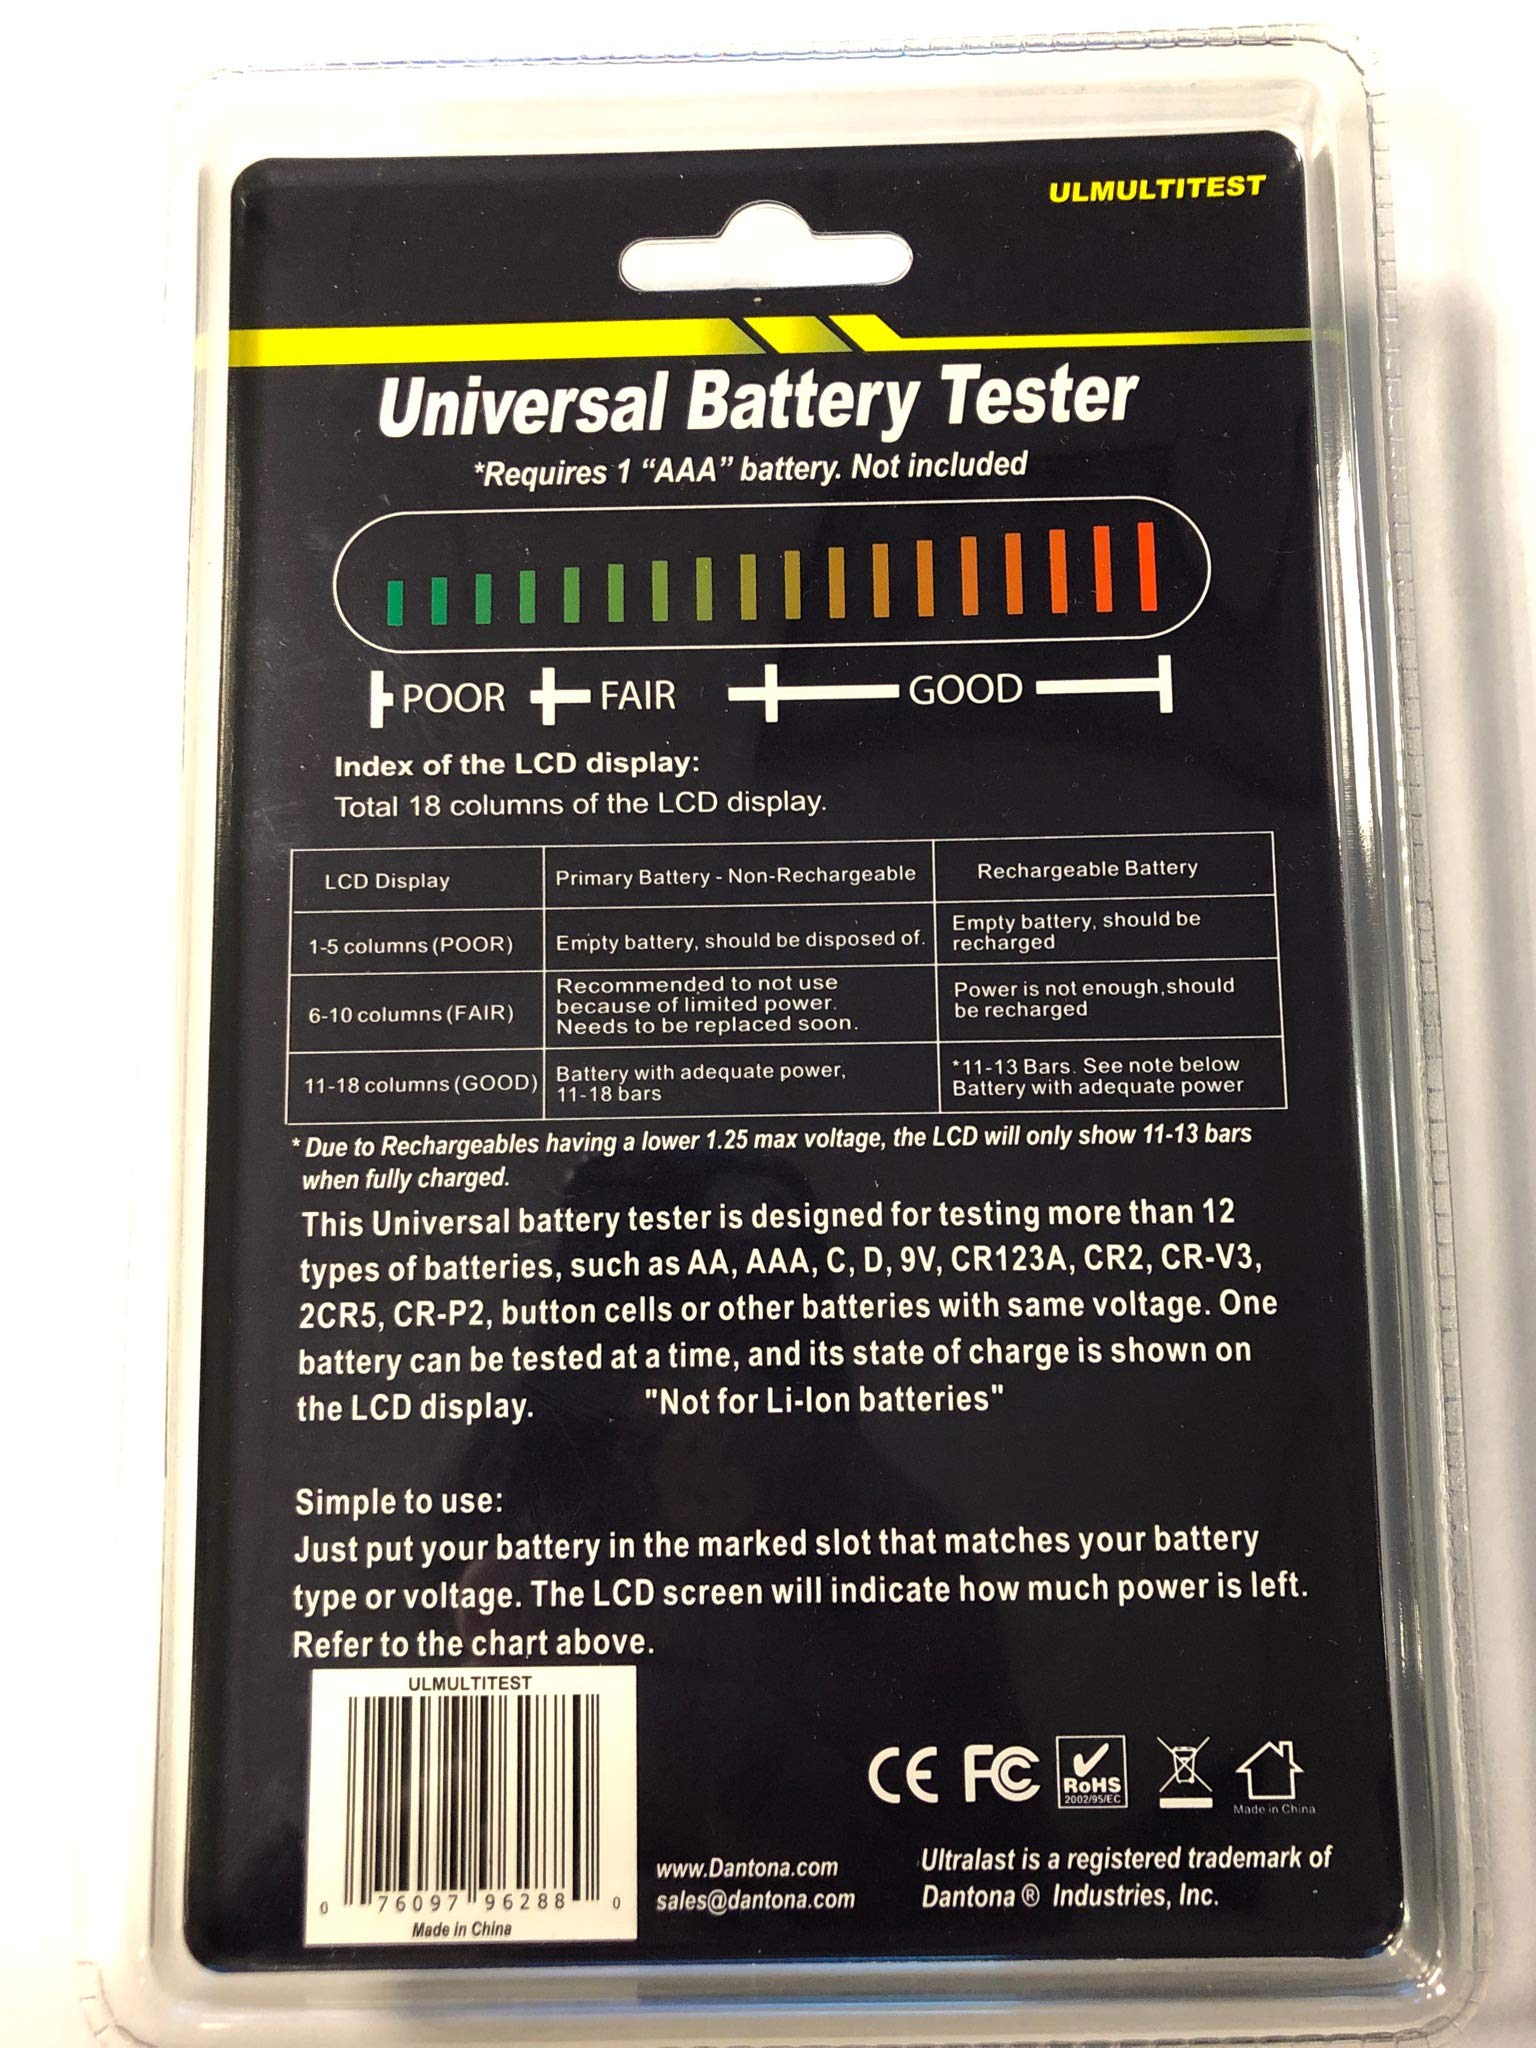 ULMULTITEST
Universal Battery Tester
*Requires 1 “AAA” battery. Not included
POOR FAIR GOOD
Index of the LCD display:
Total 18 columns of the LCD display.
LCD Display
Primary Battery - Non-Rechargeable
Rechargeable Battery
1-5 columns (POOR)
Empty battery, should be disposed of.
Empty battery, should be
recharged
6-10 columns (FAIR)
Recommended to not use
because of limited power.
Needs to be replaced soon.
Power is not enough,should
be recharged
11-18 columns (GOOD)
Battery with adequate power,
11-18 bars
*11-13 Bars. See note below
Battery with adequate power
* Due to Rechargeables having a lower 1.25 max voltage, the LCD will only show 11-13 bars
when fully charged.
This Universal battery tester is designed for testing more than 12
types of batteries, such as AA, AAA, C, D, 9V, CR123A, CR2, CR-V3,
2CR5, CR-P2, button cells or other batteries with same voltage. One
battery can be tested at a time, and its state of charge is shown on
the LCD display. "Not for Li-Ion batteries"
Simple to use:
Just put your battery in the marked slot that matches your battery
type or voltage. The LCD screen will indicate how much power is left.
Refer to the chart above.
ULMULTITEST
0 76097 96288 0
Made in China
CE FC
RoHS
2002/95/EC
Made in China
www.Dantona.com
sales@dantona.com
Ultralast is a registered trademark of
Dantona ® Industries, Inc.